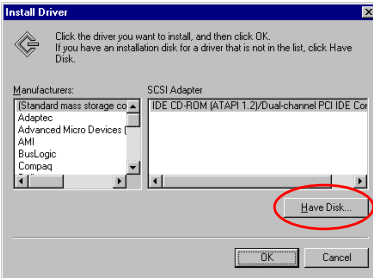 Install Driver
Click the driver you want to install, and then click OK.
If you have an installation disk for a driver that is not in the list, click Have
Disk.
Manufacturers:
SCSI Adapter
(Standard mass storage co
IDE CD-ROM (ATAPI 1.2)/Dual-channel PCI IDE Con
Adaptec
Advanced Micro Devices (
AMI
BusLogic
Compaq
Have Disk...
OK
Cancel